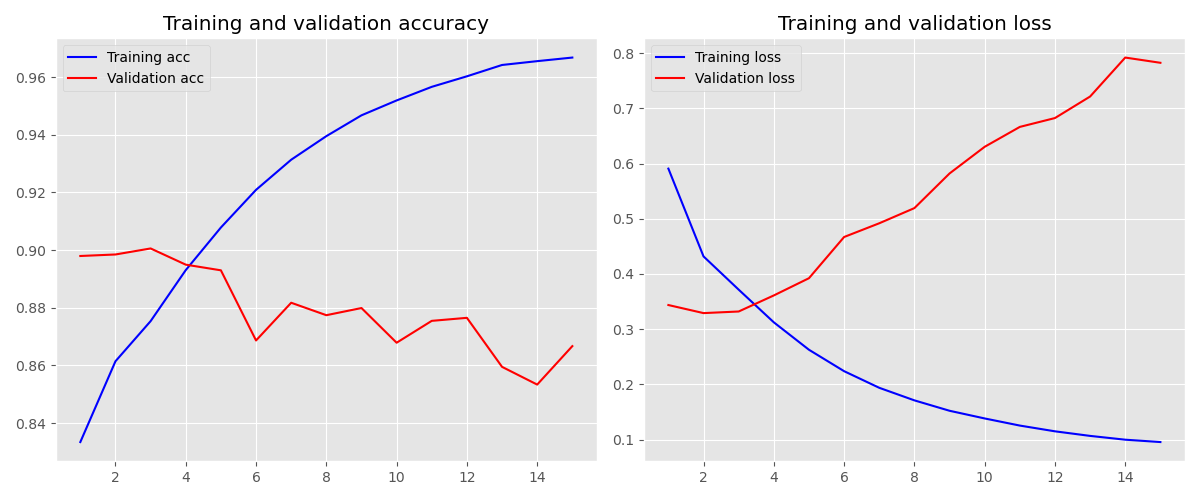 Training and validation accuracy
Training acc
Validation acc
0.96
0.94
0.92
0.90
0.88
0.86
0.84
2 4 6 8 10 12 14
Training and validation loss
Training loss
Validation loss
0.8
0.7
0.6
0.5
0.4
0.3
0.2
0.1
2 4 6 8 10 12 14